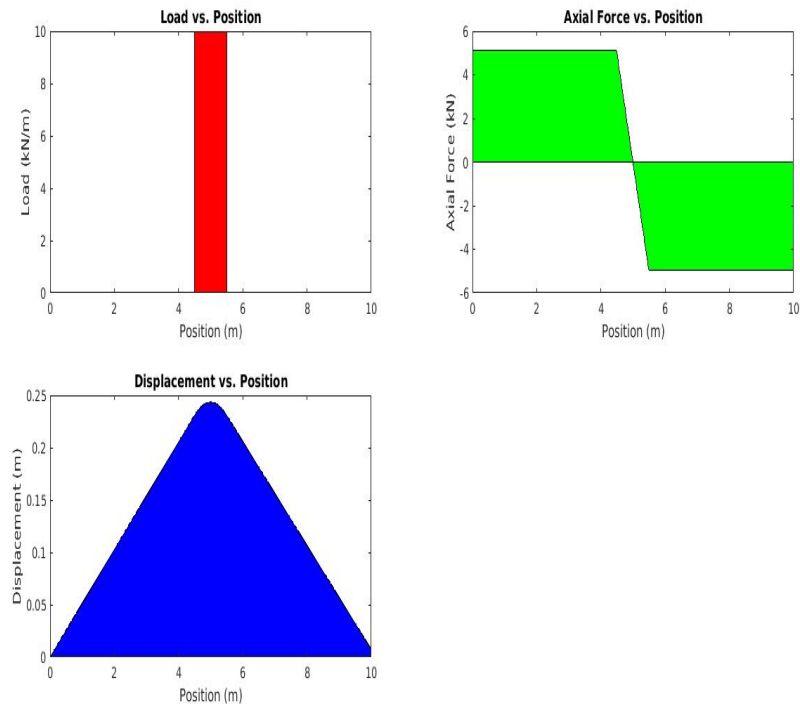 Load vs. Position
10
8
6
4
2
0
Load (kN/m)
0 2 4 6 8 10
Position (m)
Axial Force vs. Position
6
4
2
0
-2
-4
-6
Axial Force (kN)
0 2 4 6 8 10
Position (m)
Displacement vs. Position
0.25
0.2
0.15
0.1
0.05
0
Displacement (m)
0 2 4 6 8 10
Position (m)